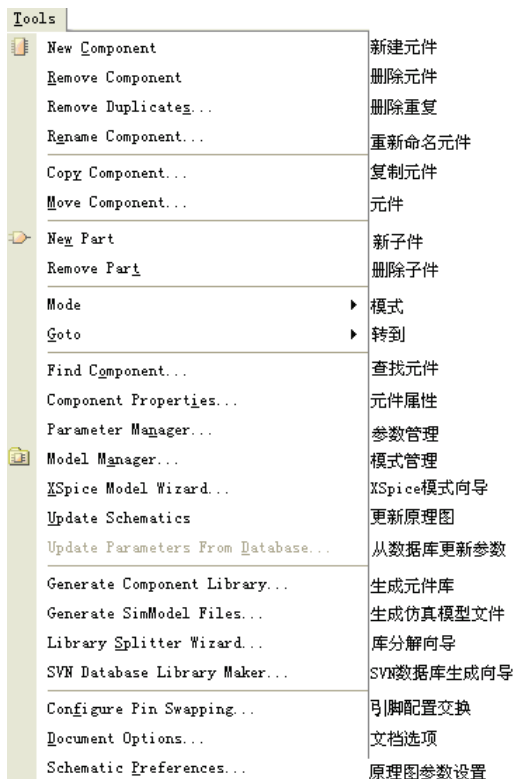 Tools
New Component 新建元件
Remove Component 删除元件
Remove Duplicates... 删除重复
Rename Component... 重新命名元件
Copy Component... 复制元件
Move Component... 元件
New Part 新子件
Remove Part 删除子件
Mode 模式
Goto 转到
Find Component... 查找元件
Component Properties... 元件属性
Parameter Manager... 参数管理
Model Manager... 模式管理
XSpice Model Wizard... XSpice模式向导
Update Schematics 更新原理图
Update Parameters From Database... 从数据库更新参数
Generate Component Library... 生成元件库
Generate SimModel Files... 生成仿真模型文件
Library Splitter Wizard... 库分解向导
SVN Database Library Maker... SVN数据库生成向导
Configure Pin Swapping... 引脚配置交换
Document Options... 文档选项
Schematic Preferences... 原理图参数设置